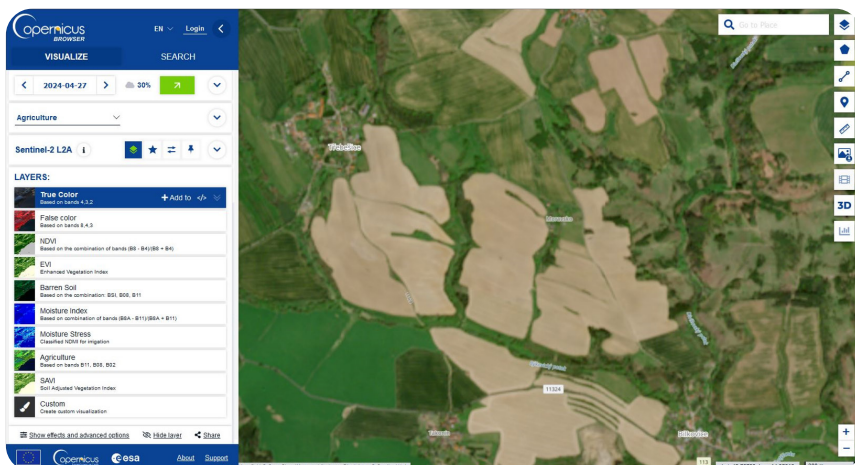 Copernicus
BROWSER
EN
Login
VISUALIZE
SEARCH
2024-04-27
30%
Agriculture
Sentinel-2 L2A
i
LAYERS:
True Color
Based on bands 4,3,2
Add to
</>
False color
Based on bands 8,4,3
NDVI
Based on the combination of bands (B8 - B4)/(B8 + B4)
EVI
Enhanced Vegetation Index
Barren Soil
Based on the combination: BSI, B08, B11
Moisture Index
Based on combination of bands (B8A - B11)/(B8A + B11)
Moisture Stress
Classified NDMI for irrigation
Agriculture
Based on bands B11, B08, B02
SAVI
Soil Adjusted Vegetation Index
Custom
Create custom visualization
Show effects and advanced options
Hide layer
Share
Copernicus
esa
About
Support
Go to Place
3D
Třebešice
11324
113
+
−